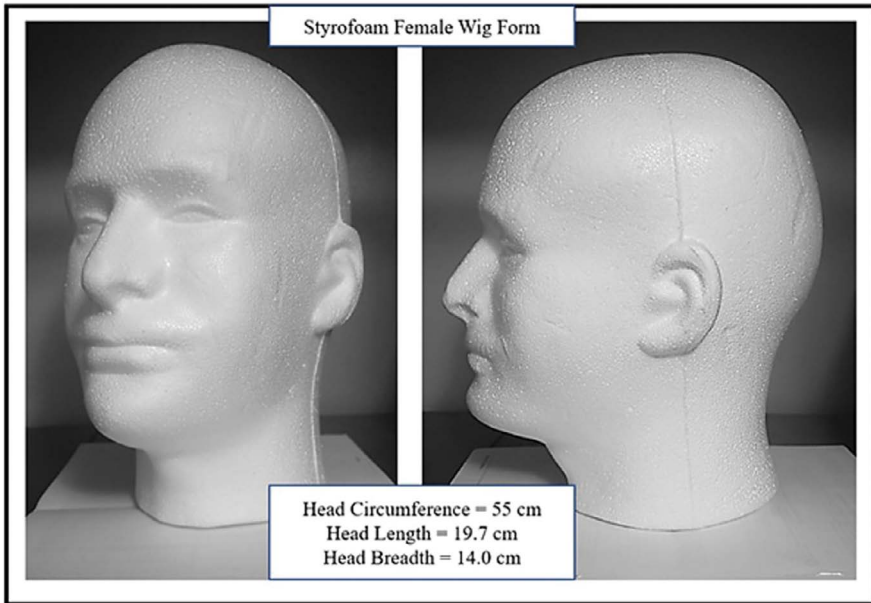 Styrofoam Female Wig Form
Head Circumference = 55 cm
Head Length = 19.7 cm
Head Breadth = 14.0 cm